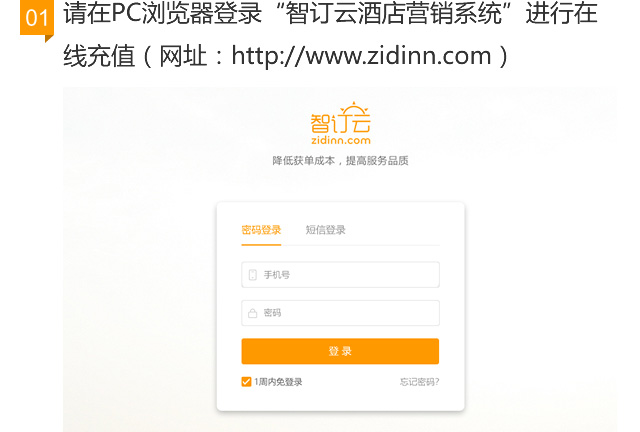 01
请在PC浏览器登录“智订云酒店营销系统”进行在
线充值（网址：http://www.zidinn.com）
智订云
zidinn.com
降低获单成本，提高服务品质
密码登录 短信登录
手机号
密码
登 录
1周内免登录 忘记密码?